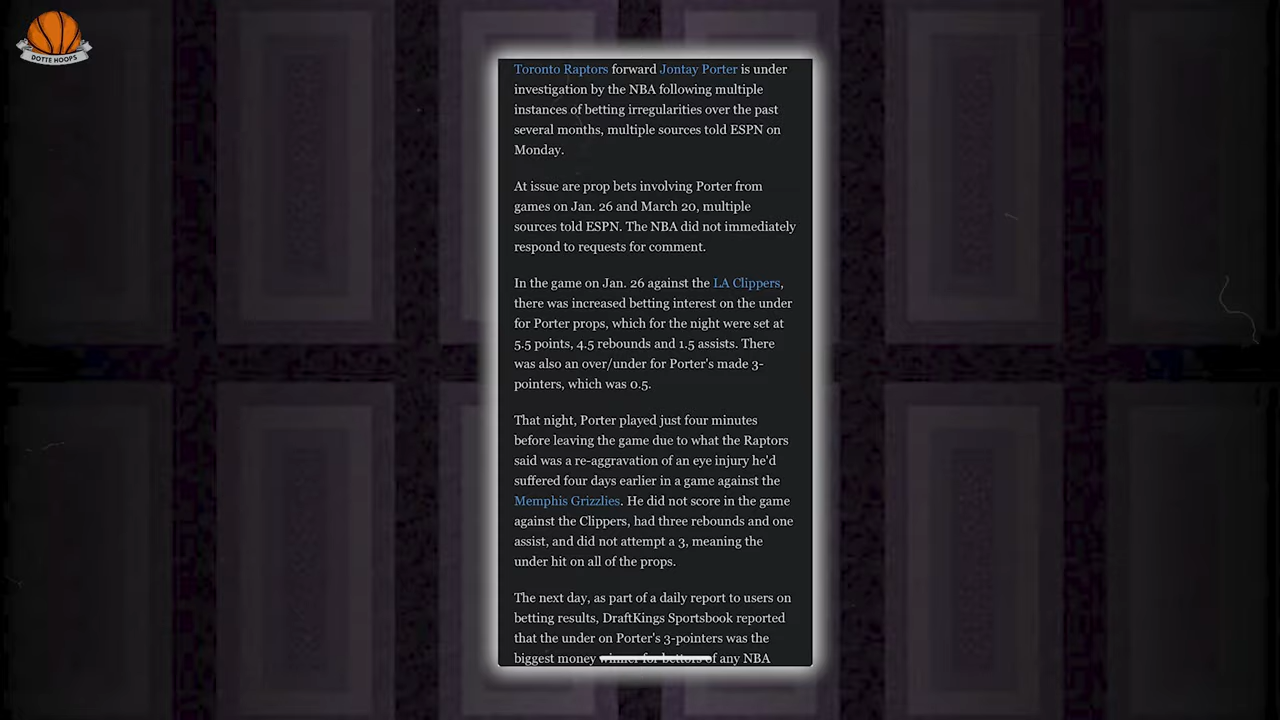 DOTTE HOOPS
Toronto Raptors forward Jontay Porter is under
investigation by the NBA following multiple
instances of betting irregularities over the past
several months, multiple sources told ESPN on
Monday.
At issue are prop bets involving Porter from
games on Jan. 26 and March 20, multiple
sources told ESPN. The NBA did not immediately
respond to requests for comment.
In the game on Jan. 26 against the LA Clippers,
there was increased betting interest on the under
for Porter props, which for the night were set at
5.5 points, 4.5 rebounds and 1.5 assists. There
was also an over/under for Porter's made 3-
pointers, which was 0.5.
That night, Porter played just four minutes
before leaving the game due to what the Raptors
said was a re-aggravation of an eye injury he'd
suffered four days earlier in a game against the
Memphis Grizzlies. He did not score in the game
against the Clippers, had three rebounds and one
assist, and did not attempt a 3, meaning the
under hit on all of the props.
The next day, as part of a daily report to users on
betting results, DraftKings Sportsbook reported
that the under on Porter's 3-pointers was the
biggest money winner for bettors of any NBA